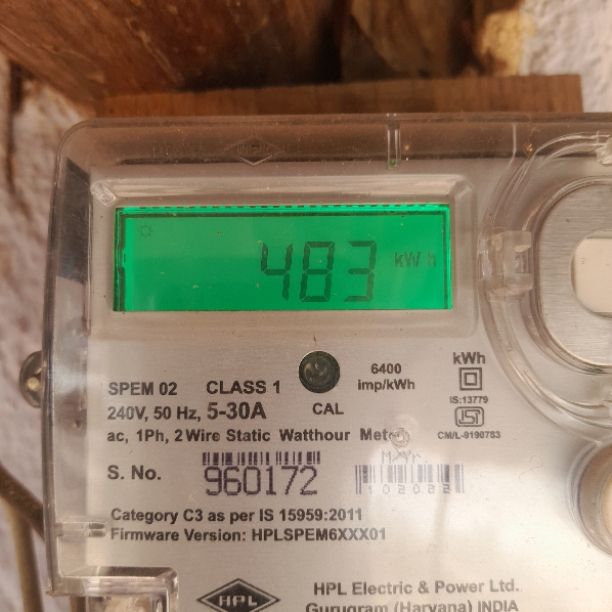 483 kWh
6400
imp/kWh
kWh
SPEM 02 CLASS 1
240V, 50 Hz, 5-30A
CAL
IS:13779
ac, 1Ph, 2 Wire Static Watthour Meter
CM/L-9190783
M/Yr.
S. No. 960172
102022
Category C3 as per IS 15959:2011
Firmware Version: HPLSPEM6XXX01
HPL
HPL Electric & Power Ltd.
Gurugram (Haryana) INDIA